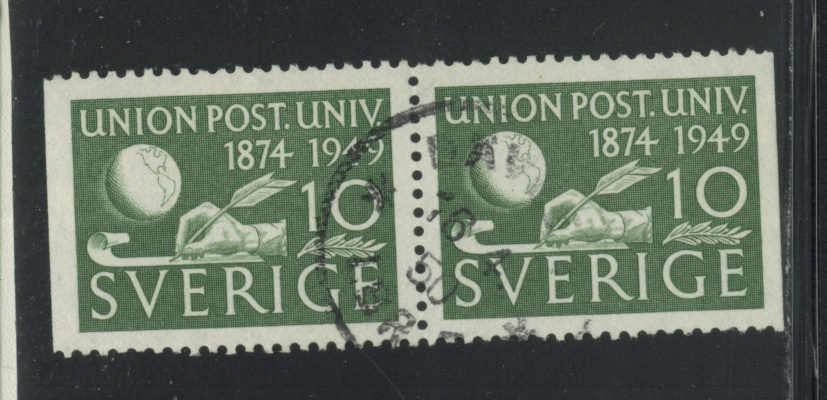 UNION POST. UNIV.
1874 1949
10
SVERIGE
UNION POST. UNIV.
1874 1949
10
SVERIGE